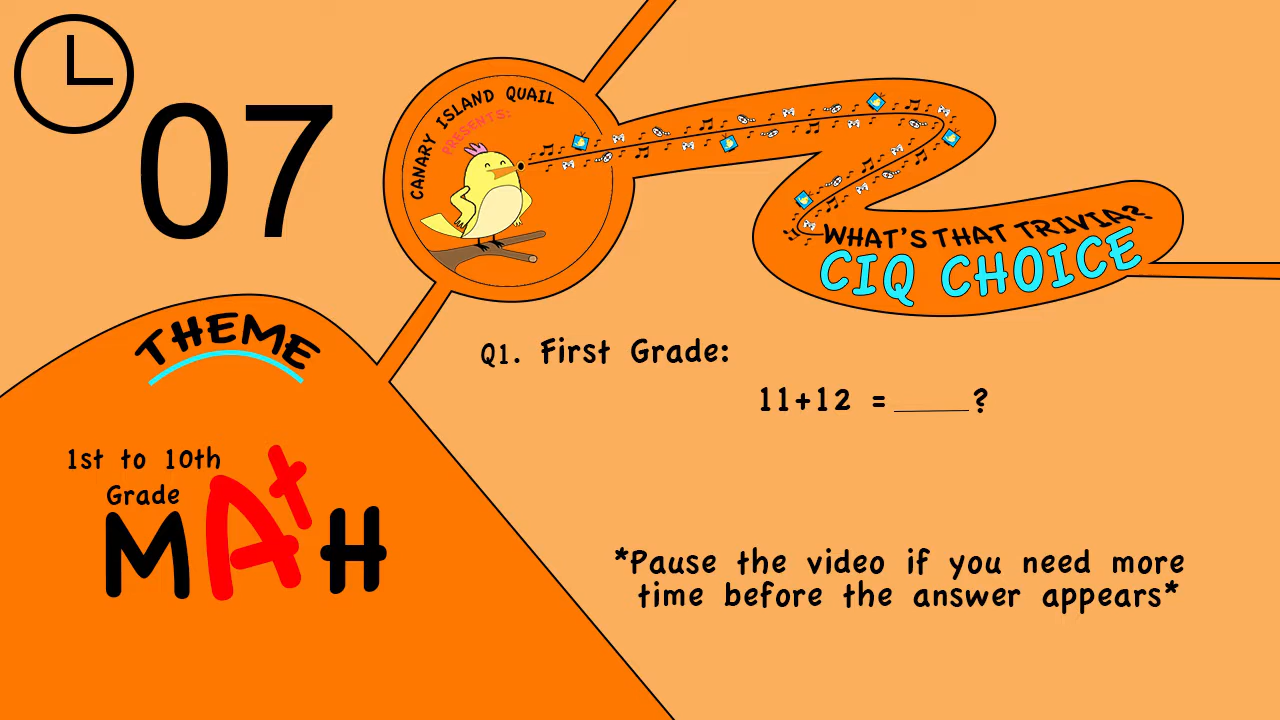 07
CANARY ISLAND QUAIL
PRESENTS:
WHAT'S THAT TRIVIA?
CIQ CHOICE
THEME
1st to 10th
Grade
MA+H
Q1. First Grade:
11+12 = ____?
*Pause the video if you need more
time before the answer appears*